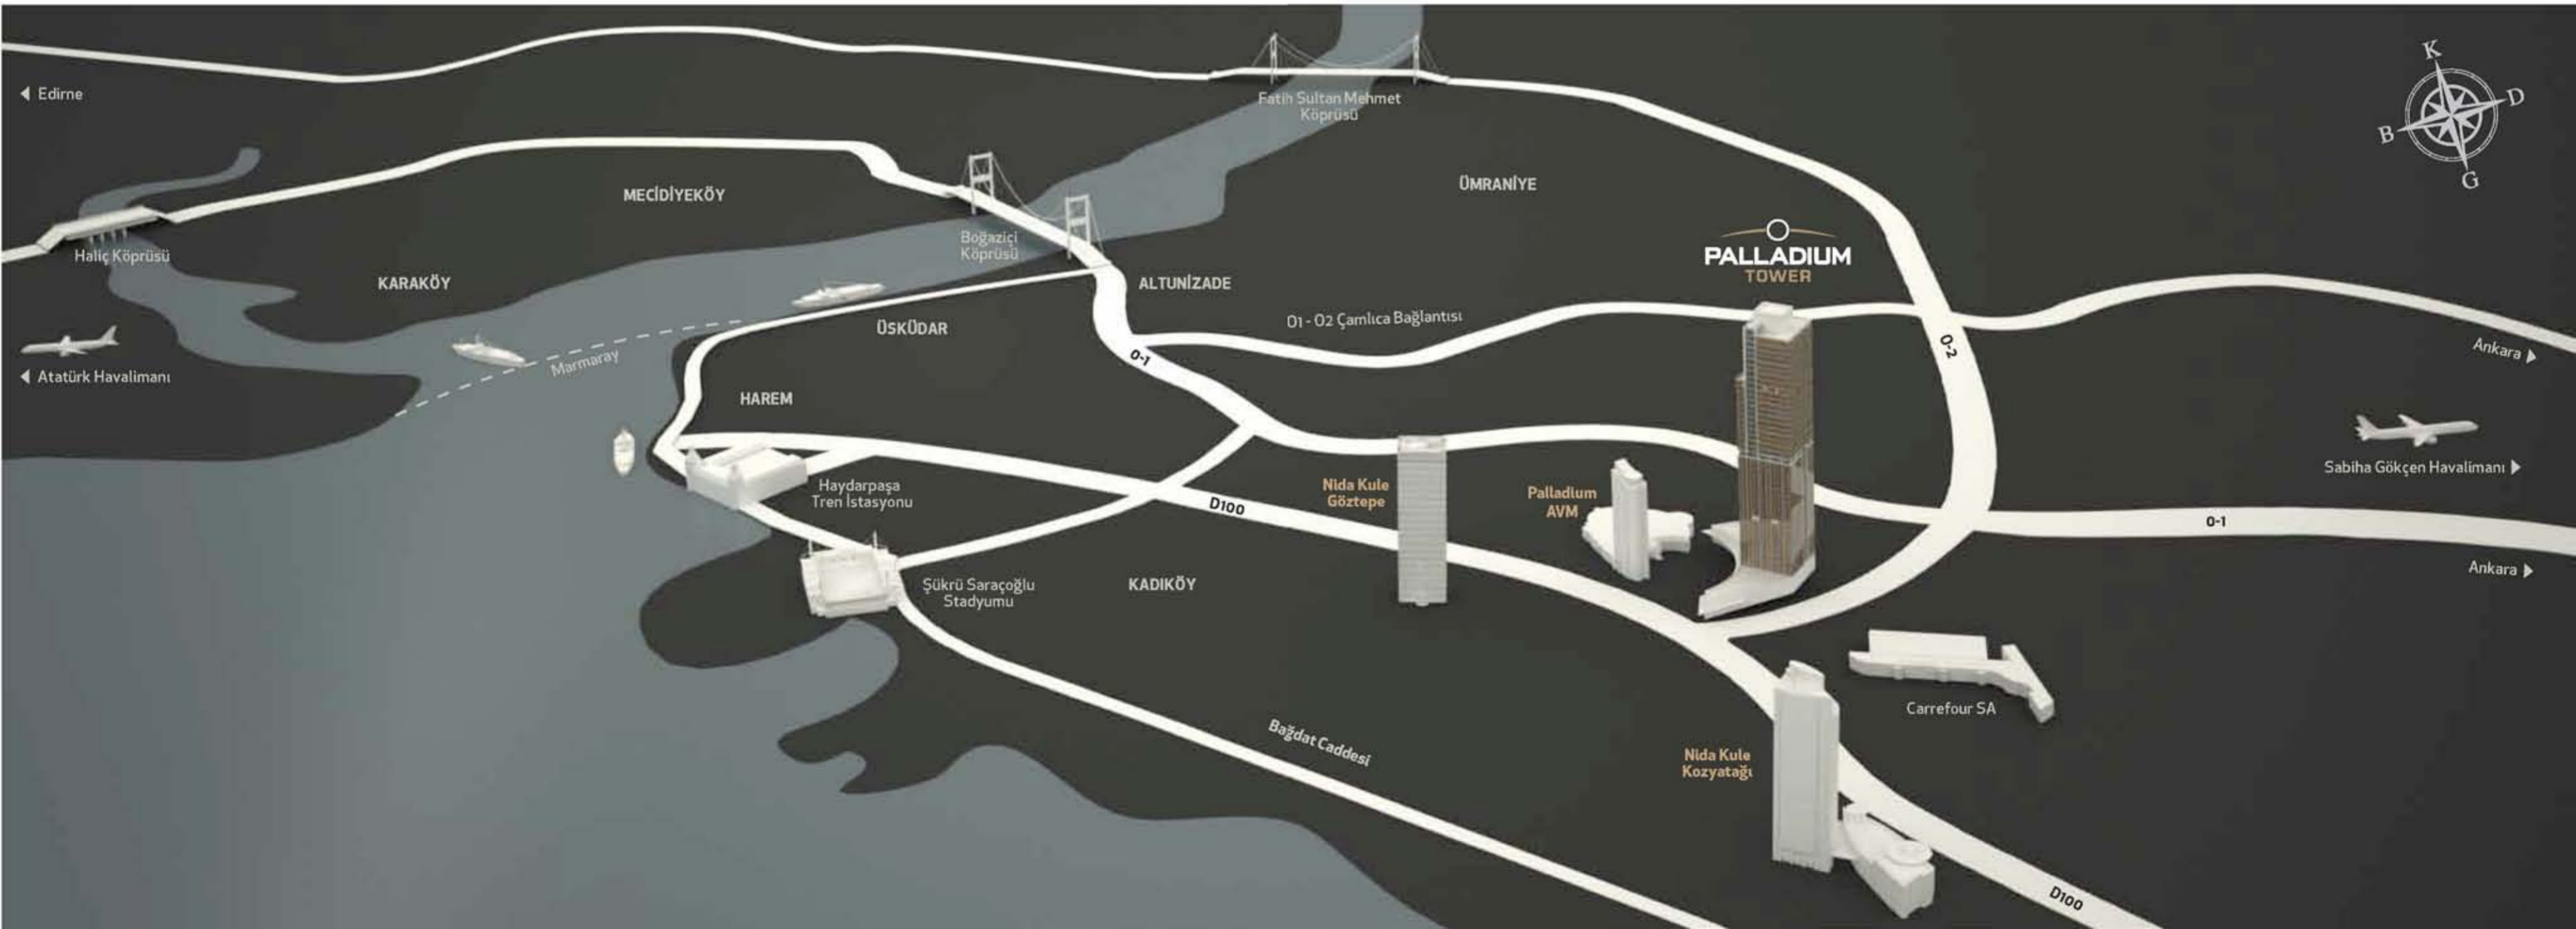 K
D
B
G
Edirne
Fatih Sultan Mehmet
Köprüsü
MECİDİYEKÖY
ÜMRANİYE
Haliç Köprüsü
Boğaziçi
Köprüsü
PALLADIUM
TOWER
KARAKÖY
ALTUNİZADE
ÜSKÜDAR
O1 - O2 Çamlıca Bağlantısı
O-2
Ankara
Atatürk Havalimanı
Marmaray
O-1
HAREM
Sabiha Gökçen Havalimanı
Haydarpaşa
Tren İstasyonu
D100
Nida Kule
Göztepe
Palladium
AVM
O-1
Ankara
Şükrü Saraçoğlu
Stadyumu
KADIKÖY
Carrefour SA
Bağdat Caddesi
Nida Kule
Kozyatağı
D100